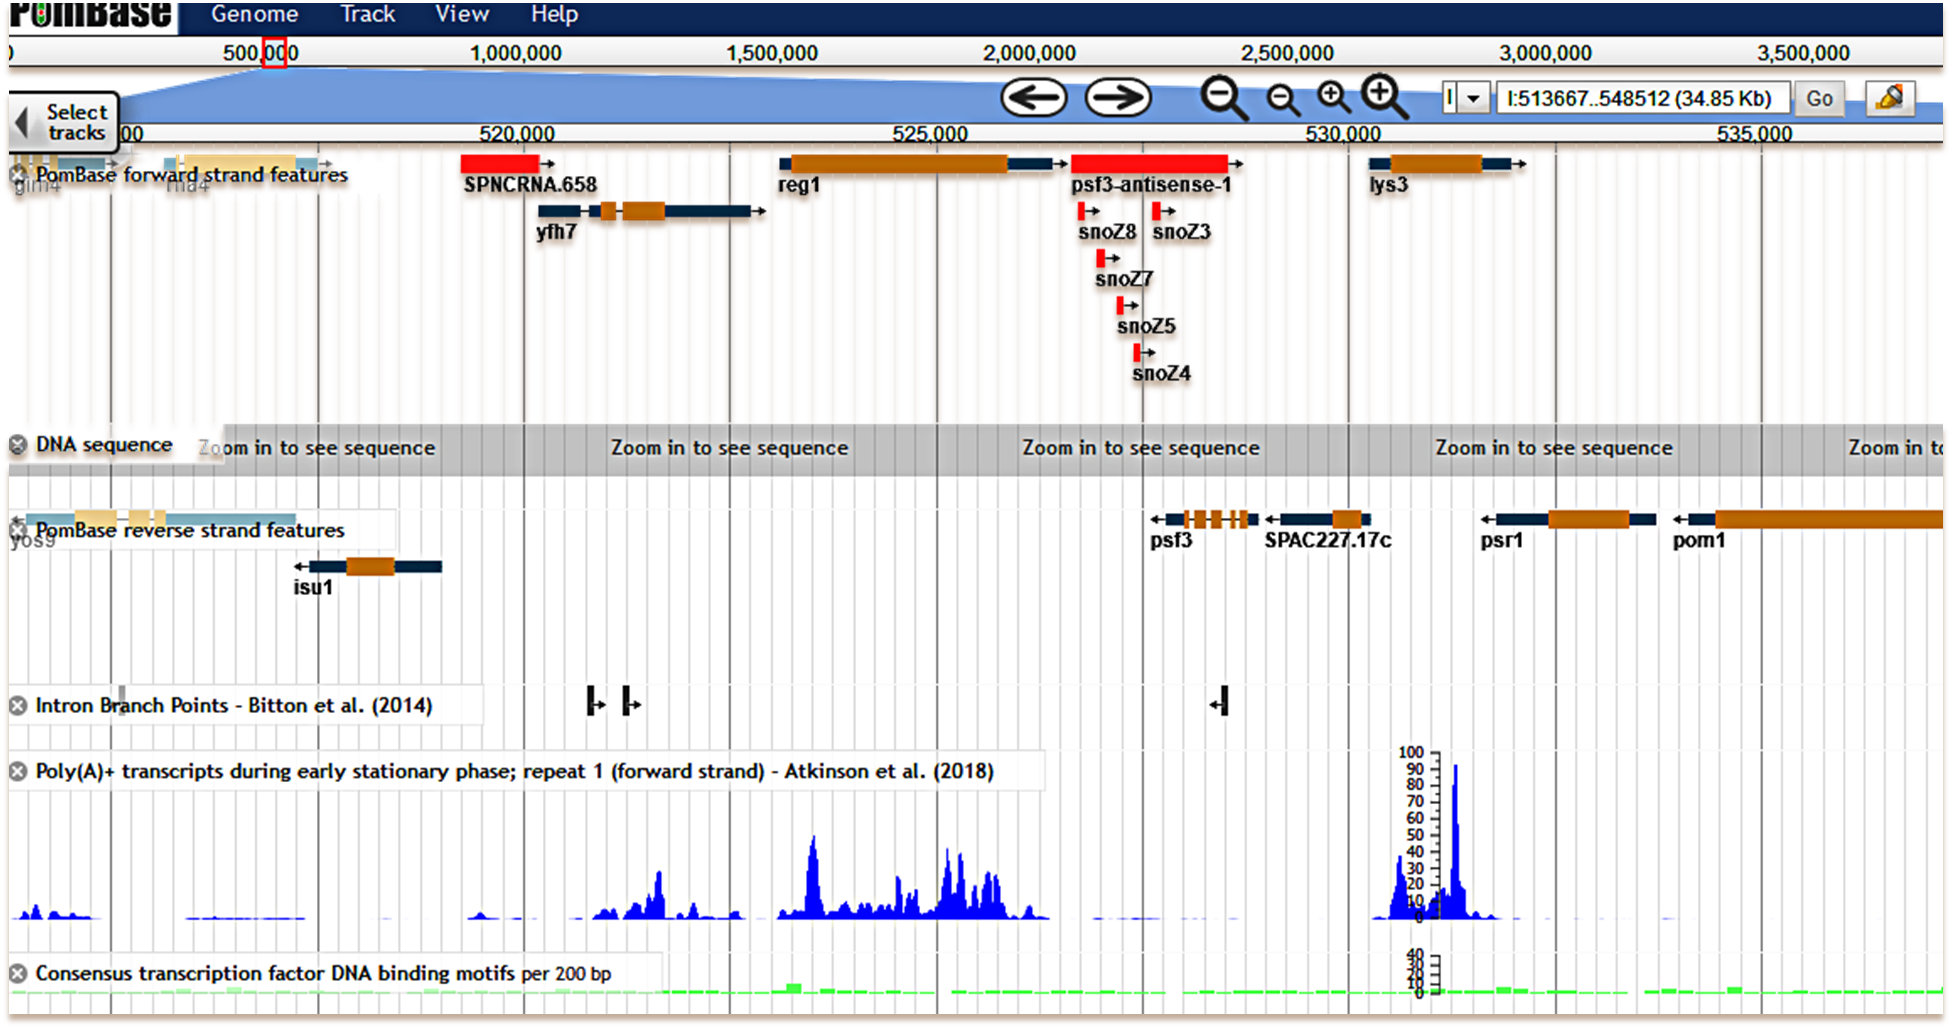 PomBase Genome Track View Help
0 500,000 1,000,000 1,500,000 2,000,000 2,500,000 3,000,000 3,500,000
Select tracks
I I:513667..548512 (34.85 Kb) Go
00 520,000 525,000 530,000 535,000
PomBase forward strand features
gim4 rna4 SPNCRNA.658 reg1 psf3-antisense-1 lys3
yfh7 snoZ8 snoZ3
snoZ7
snoZ5
snoZ4
DNA sequence Zoom in to see sequence Zoom in to see sequence Zoom in to see sequence Zoom in to see sequence Zoom in to
PomBase reverse strand features
yos9 psf3 SPAC227.17c psr1 pom1
isu1
Intron Branch Points - Bitton et al. (2014)
Poly(A)+ transcripts during early stationary phase; repeat 1 (forward strand) - Atkinson et al. (2018)
100
90
80
70
60
50
40
30
20
10
0
Consensus transcription factor DNA binding motifs per 200 bp
40
30
20
10
0